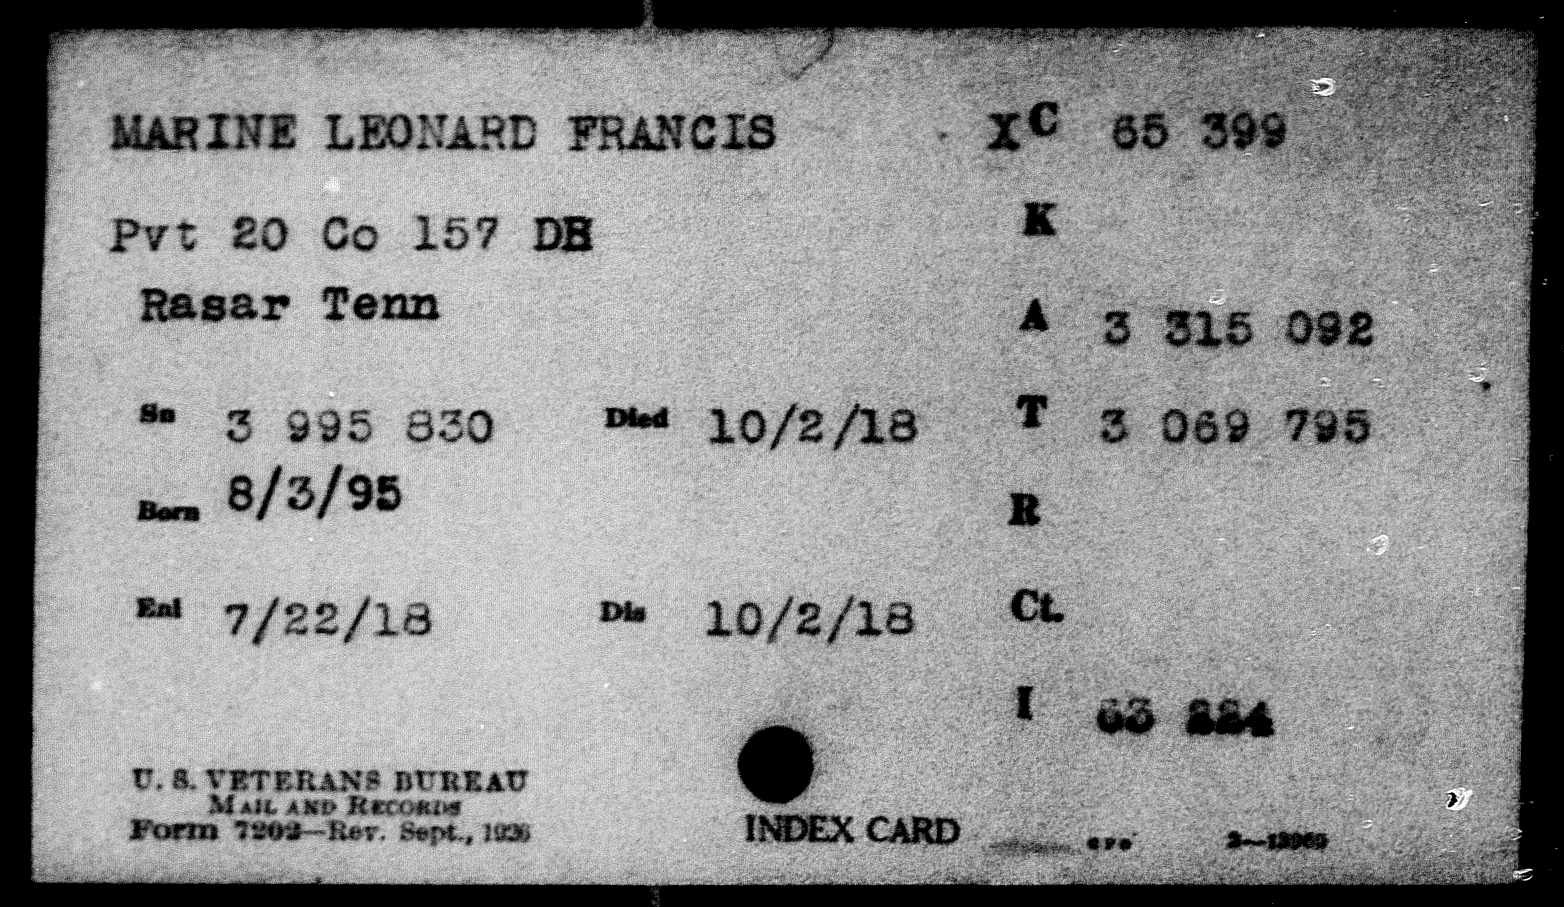 MARINE LEONARD FRANCIS XC 65 399
Pvt 20 Co 157 DB K
Rasar Tenn
A 3 315 092
Sn 3 995 830 Died 10/2/18 T 3 069 795
Born 8/3/95 R
Enl 7/22/18 Dis 10/2/18 Ct.
I 63
U. S. VETERANS BUREAU
MAIL AND RECORDS
Form 7202—Rev. Sept., 1926
INDEX CARD